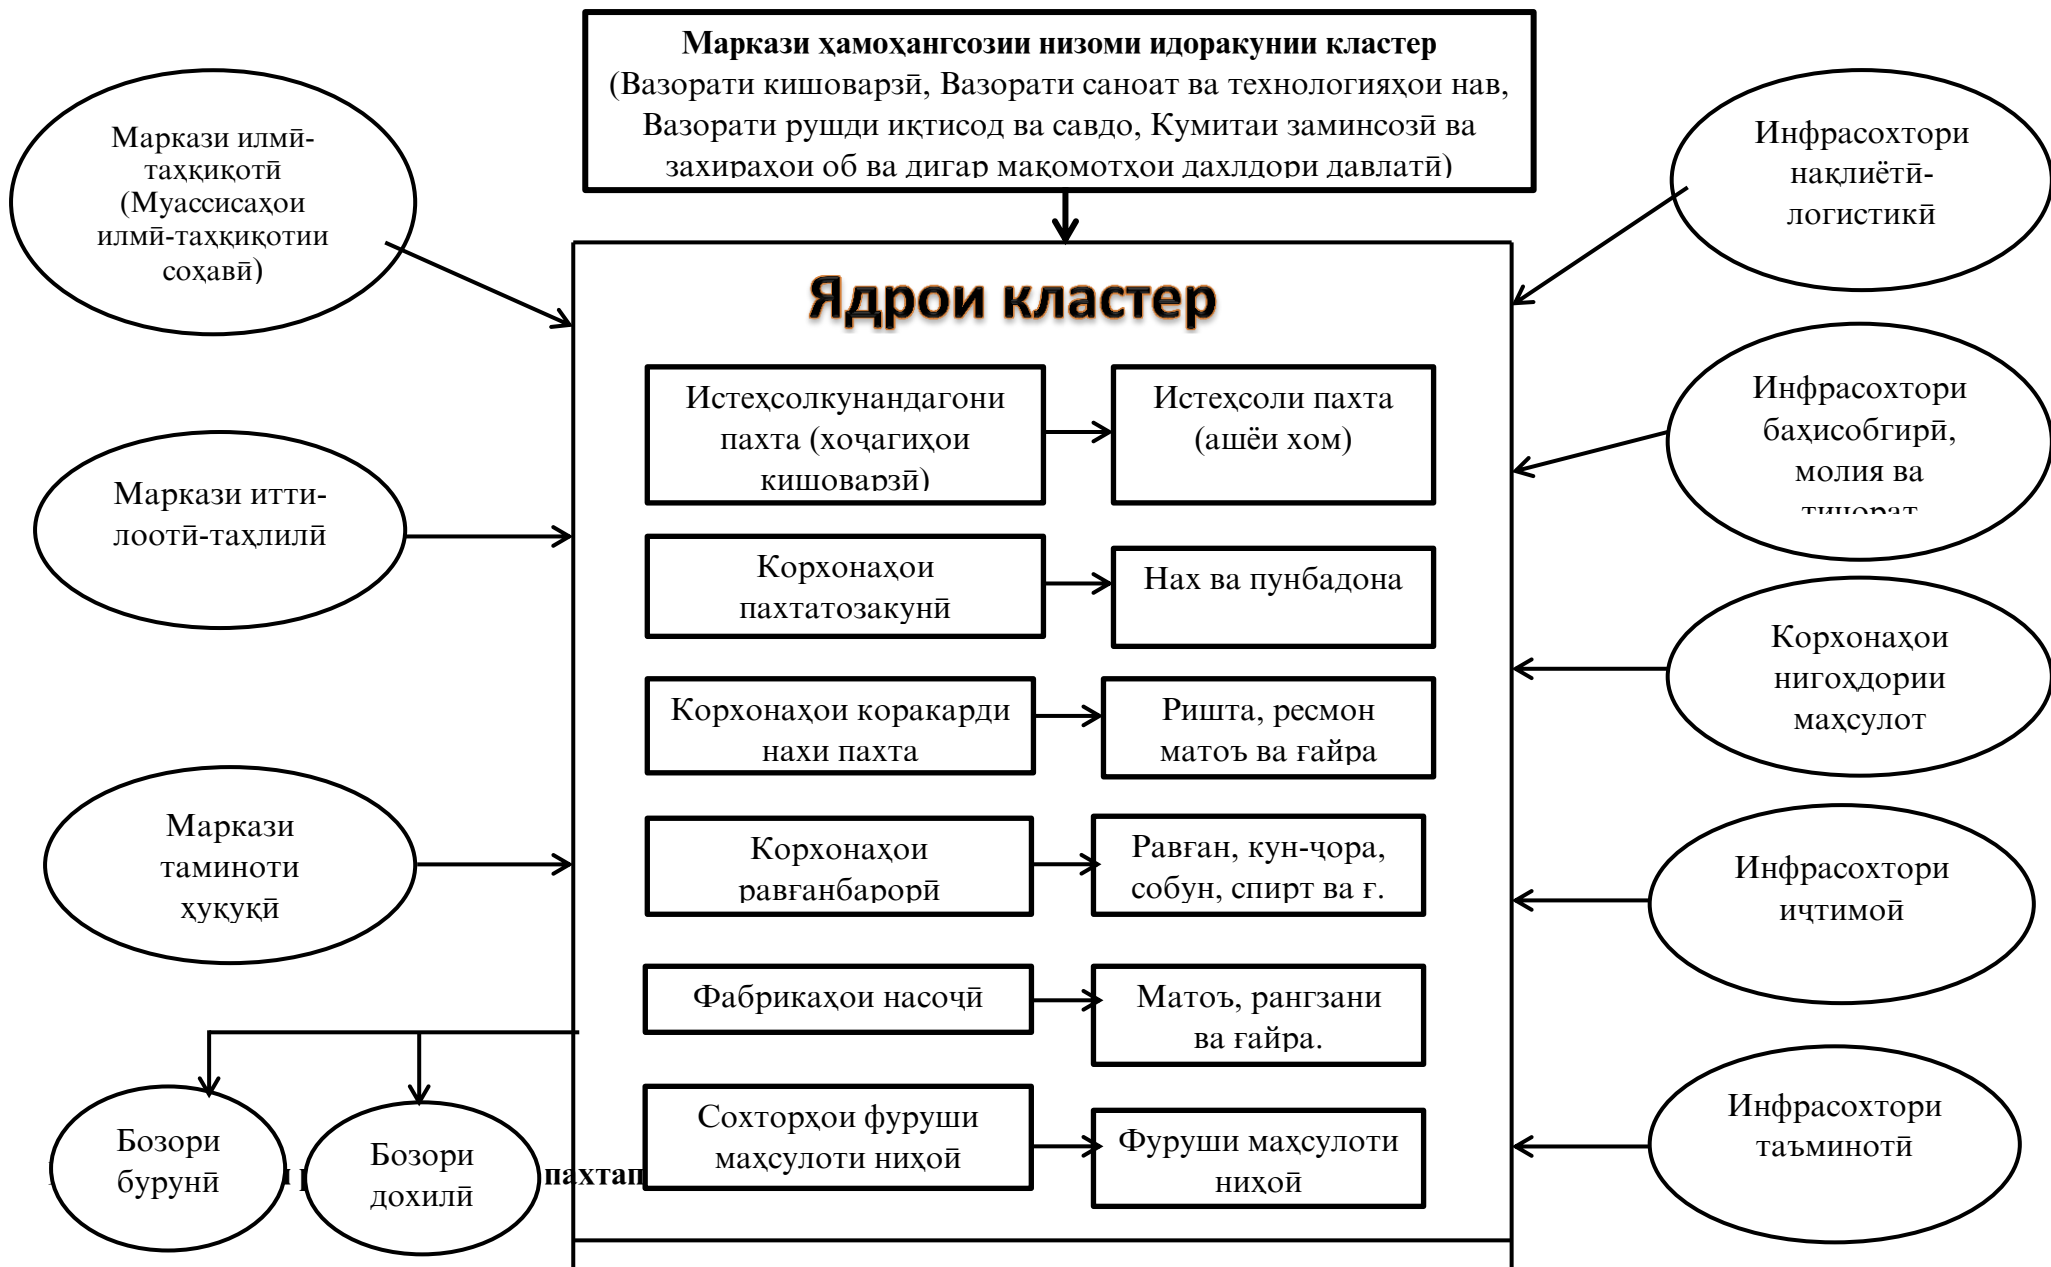 Маркази ҳамоҳангсозии низоми идоракунии кластер
(Вазорати кишоварзӣ, Вазорати саноат ва технологияҳои нав,
Вазорати рушди иқтисод ва савдо, Кумитаи заминсозӣ ва
захираҳои об ва дигар мақомотҳои дахлдори давлатӣ)
Маркази илмӣ-
таҳқиқотӣ
(Муассисаҳои
илмӣ-таҳқиқотии
соҳавӣ)
Маркази итти-
лоотӣ-таҳлилӣ
Маркази
таминоти
ҳуқуқӣ
Бозори
бурунӣ
Бозори
дохилӣ
пахтап
Ядрои кластер
Истеҳсолкунандагони
пахта (хоҷагиҳои
кишоварзӣ)
Истеҳсоли пахта
(ашёи хом)
Корхонаҳои
пахтатозакунӣ
Нах ва пунбадона
Корхонаҳои коракарди
нахи пахта
Ришта, ресмон
матоъ ва ғайра
Корхонаҳои
равғанбарорӣ
Равған, кун-ҷора,
собун, спирт ва ғ.
Фабрикаҳои насоҷӣ
Матоъ, рангзани
ва ғайра.
Сохторҳои фуруши
маҳсулоти ниҳоӣ
Фуруши маҳсулоти
ниҳоӣ
Инфрасохтори
нақлиётӣ-
логистикӣ
Инфрасохтори
баҳисобгирӣ,
молия ва
тиҷорат
Корхонаҳои
нигоҳдории
маҳсулот
Инфрасохтори
иҷтимоӣ
Инфрасохтори
таъминотӣ